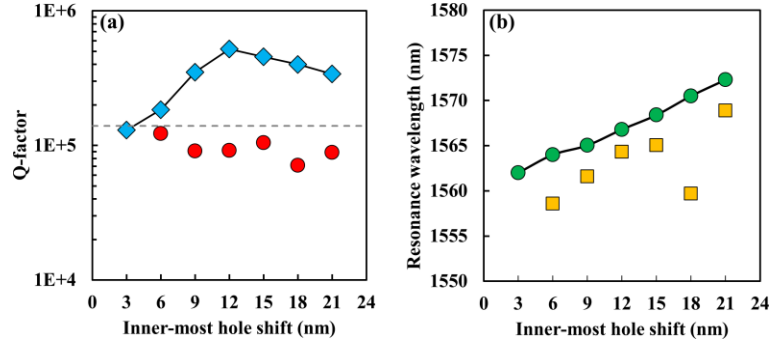 (a)
1E+6
1E+5
1E+4
Q-factor
0 3 6 9 12 15 18 21 24
Inner-most hole shift (nm)
(b)
1580
1575
1570
1565
1560
1555
1550
Resonance wavelength (nm)
0 3 6 9 12 15 18 21 24
Inner-most hole shift (nm)